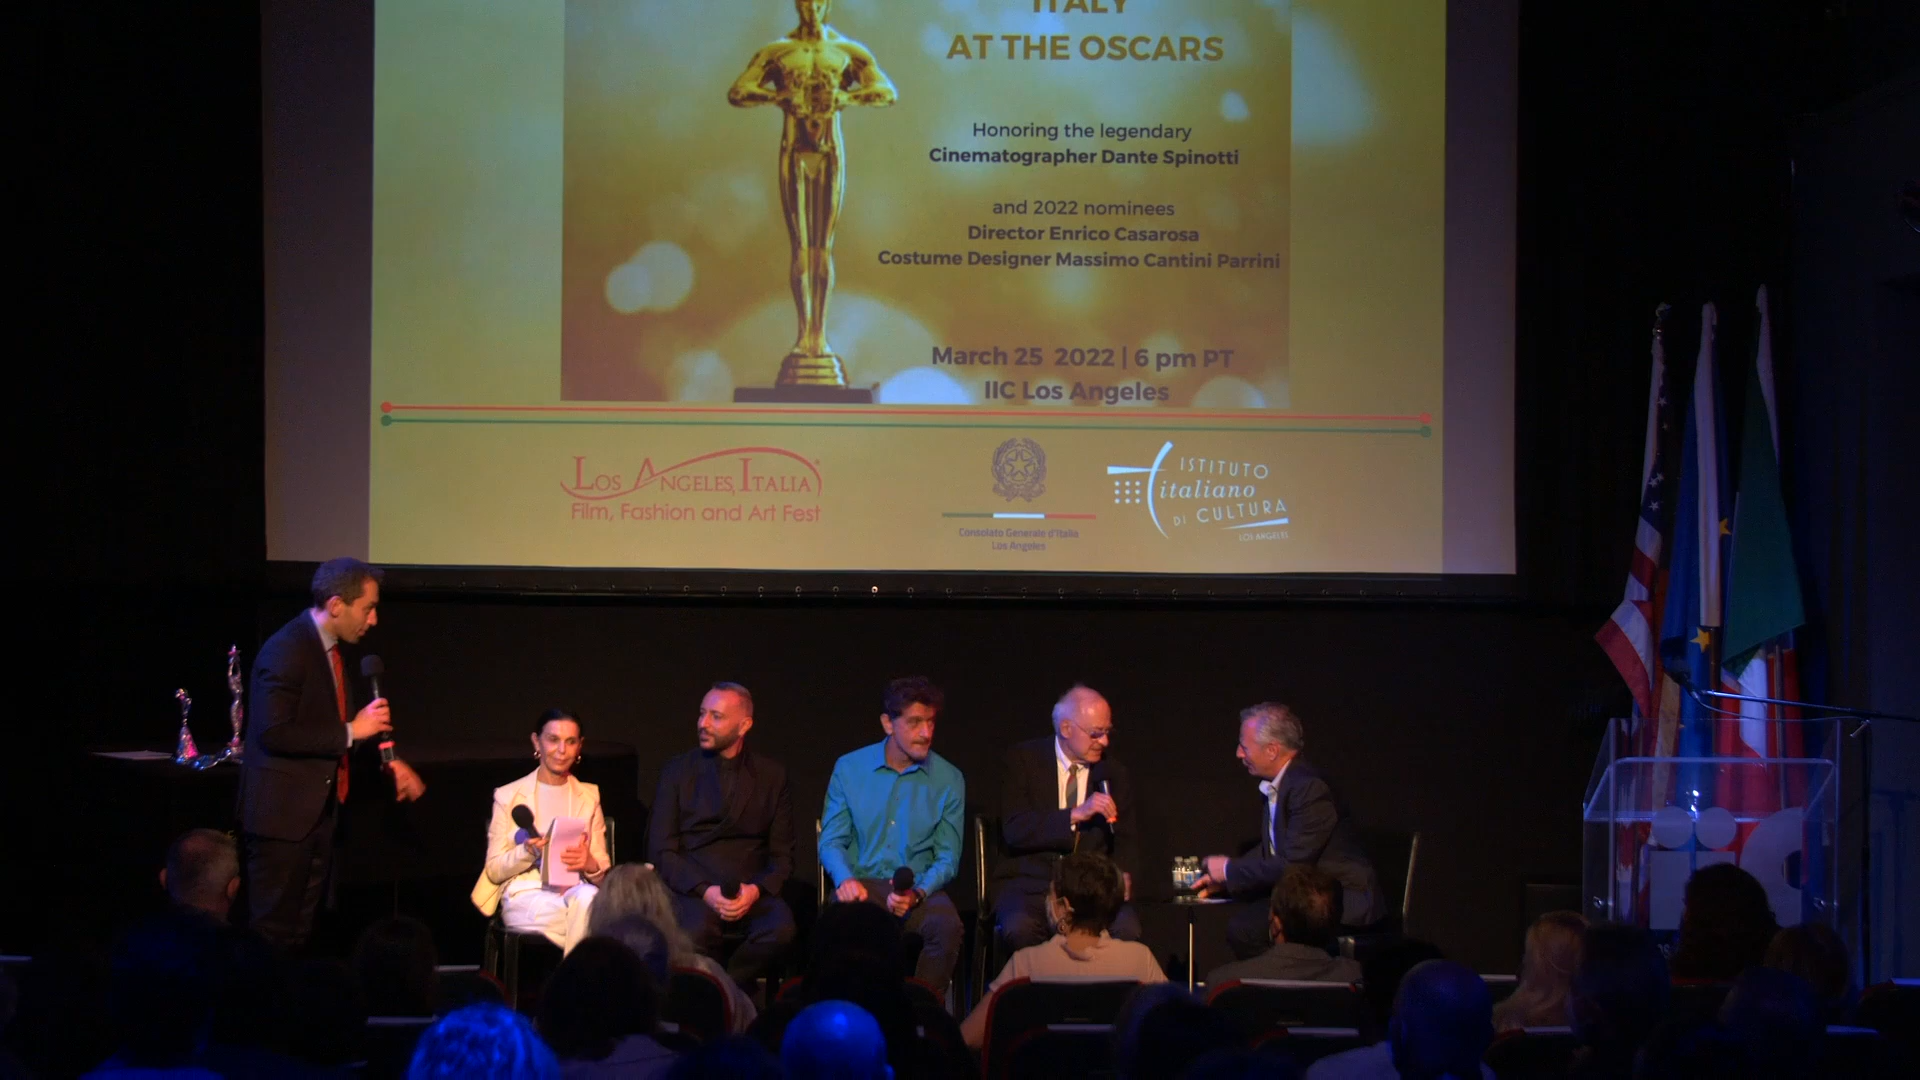 ITALY
AT THE OSCARS
Honoring the legendary
Cinematographer Dante Spinotti
and 2022 nominees
Director Enrico Casarosa
Costume Designer Massimo Cantini Parrini
March 25 2022 | 6 pm PT
IIC Los Angeles
LOS ANGELES, ITALIA
Film, Fashion and Art Fest
Consolato Generale d'Italia
Los Angeles
ISTITUTO
italiano
DI CULTURA
LOS ANGELES